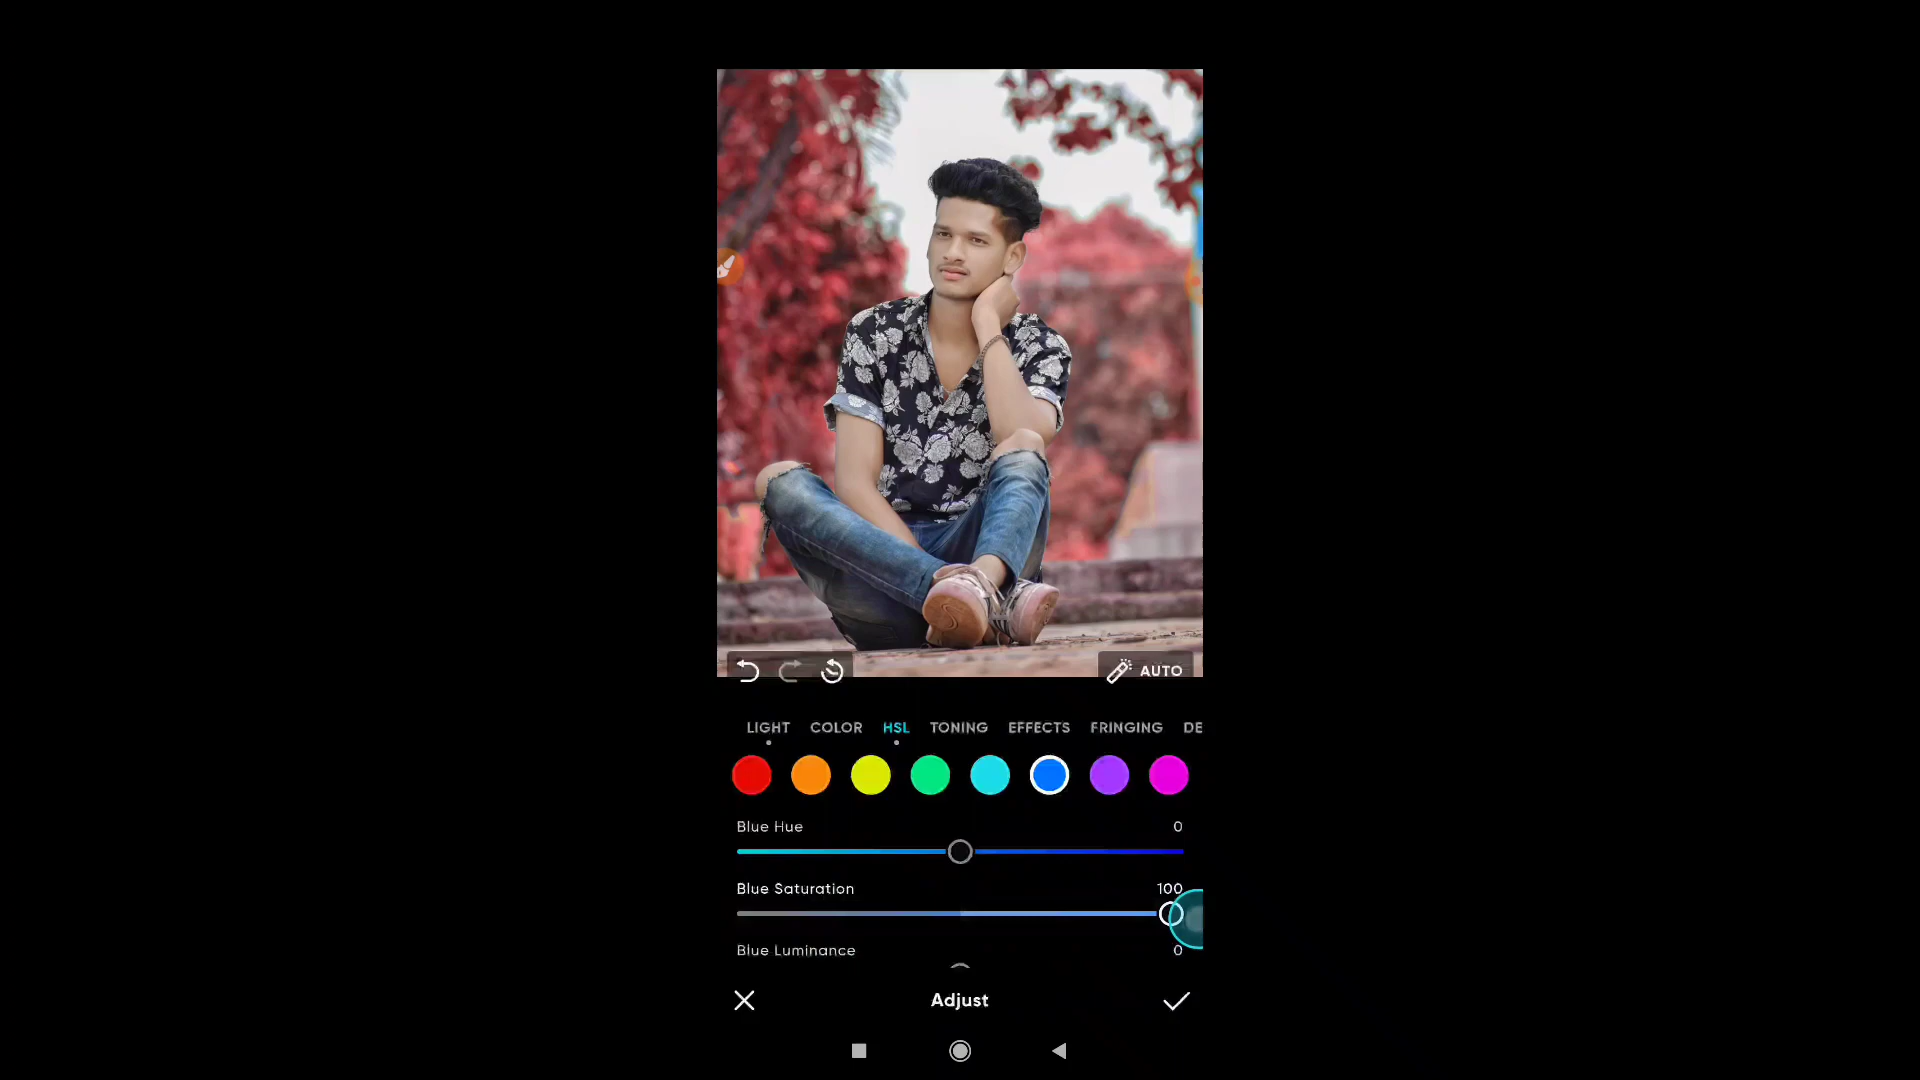 AUTO
LIGHT COLOR HSL TONING EFFECTS FRINGING DE
Blue Hue 0
Blue Saturation 100
Blue Luminance 0
Adjust